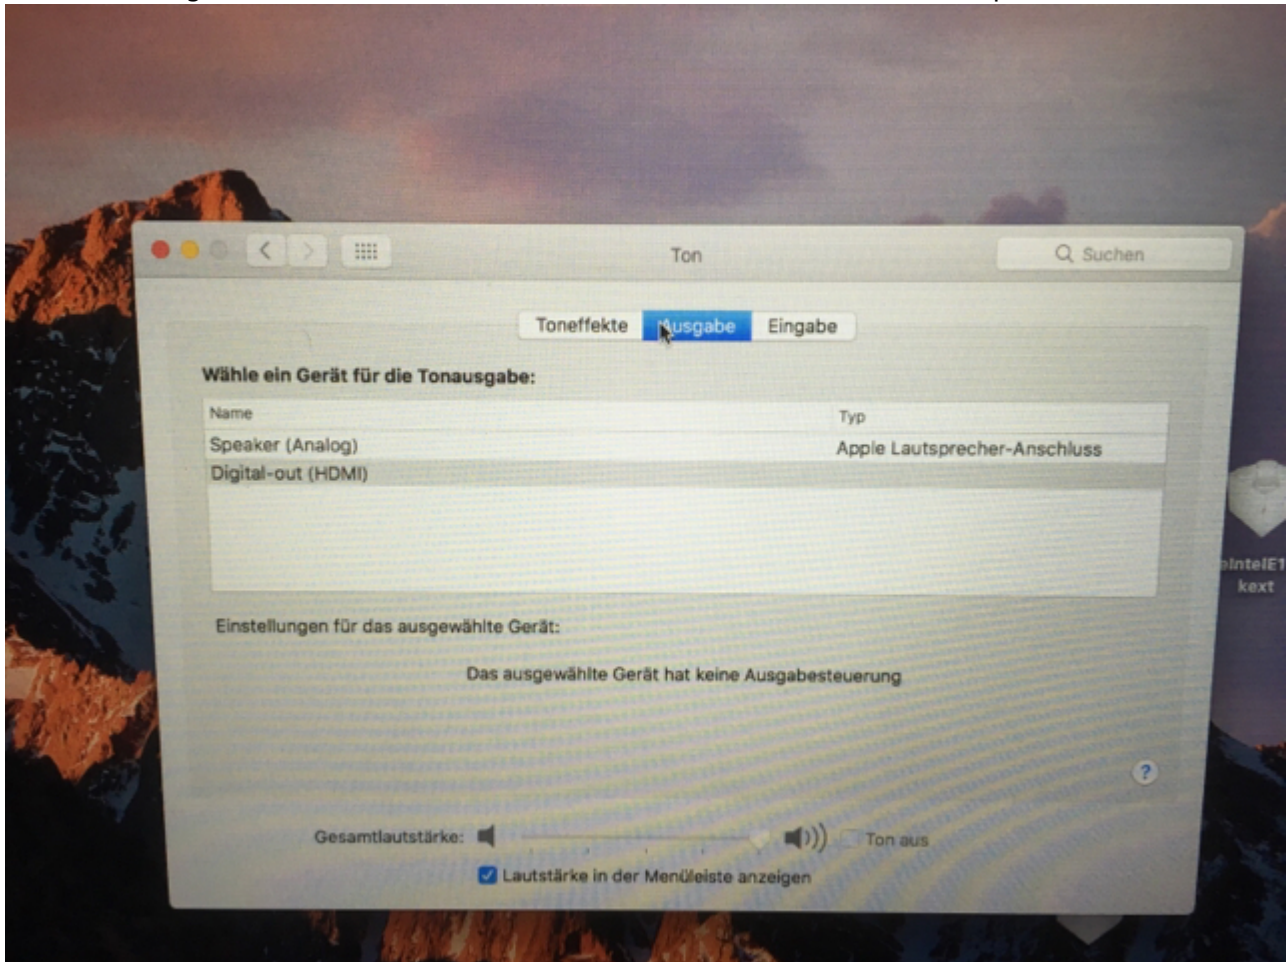 Ton
Suchen
Toneffekte
Ausgabe
Eingabe
Wähle ein Gerät für die Tonausgabe:
Name
Typ
Speaker (Analog)
Apple Lautsprecher-Anschluss
Digital-out (HDMI)
Einstellungen für das ausgewählte Gerät:
Das ausgewählte Gerät hat keine Ausgabesteuerung
?
Gesamtlautstärke:
Ton aus
Lautstärke in der Menüleiste anzeigen
eIntelE1
kext